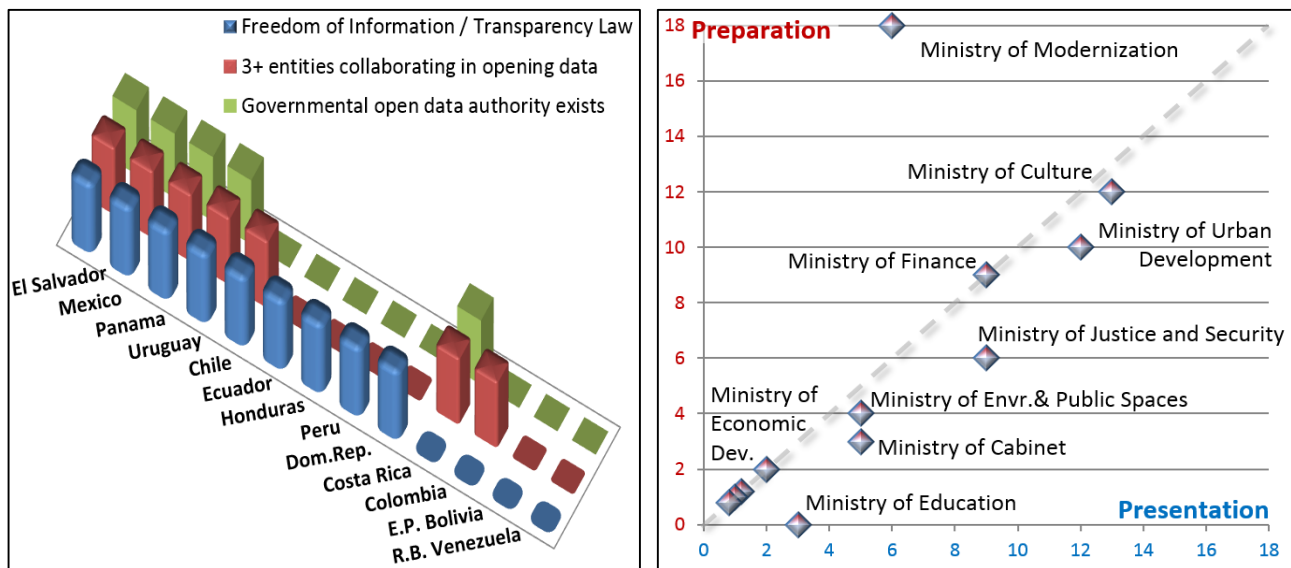 Freedom of Information / Transparency Law
3+ entities collaborating in opening data
Governmental open data authority exists
El Salvador
Mexico
Panama
Uruguay
Chile
Ecuador
Honduras
Peru
Dom.Rep.
Costa Rica
Colombia
E.P. Bolivia
R.B. Venezuela
18
Preparation
Ministry of Modernization
16
14
Ministry of Culture
12
Ministry of Urban
Development
10
Ministry of Finance
8
Ministry of Justice and Security
6
Ministry of
Economic
Dev.
Ministry of Envr.& Public Spaces
4
Ministry of Cabinet
2
Ministry of Education
Presentation
0
0 2 4 6 8 10 12 14 16 18